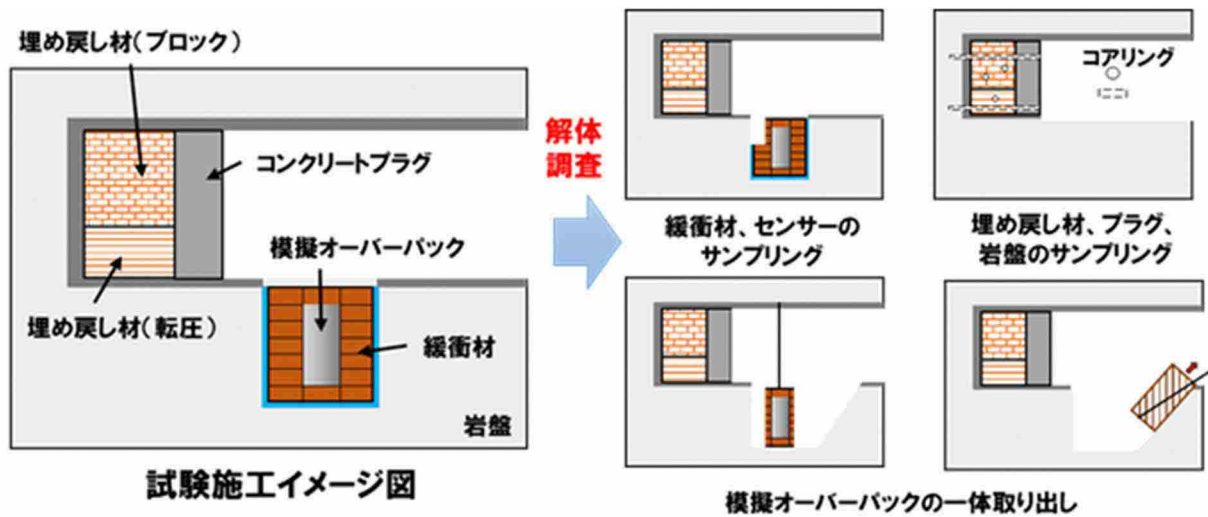 埋め戻し材(ブロック)
コンクリートプラグ
模擬オーバーパック
埋め戻し材(転圧)
緩衝材
岩盤
試験施工イメージ図
解体
調査
緩衝材、センサーの
サンプリング
コアリング
埋め戻し材、プラグ、
岩盤のサンプリング
模擬オーバーパックの一体取り出し